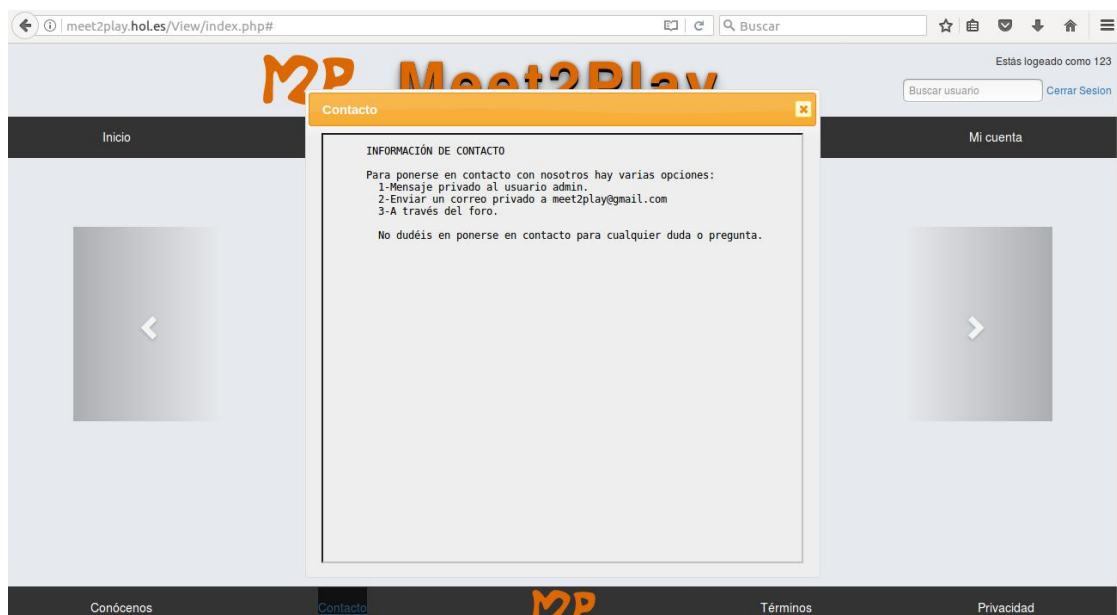 meet2play.hol.es/View/index.php#
Buscar
M2P Meet2Play
Estás logeado como 123
Buscar usuario
Cerrar Sesion
Contacto
Inicio
Mi cuenta
INFORMACIÓN DE CONTACTO
Para ponerse en contacto con nosotros hay varias opciones:
1-Mensaje privado al usuario admin.
2-Enviar un correo privado a meet2play@gmail.com
3-A través del foro.
No dudéis en ponerse en contacto para cualquier duda o pregunta.
Conócenos
Contacto
M2P
Términos
Privacidad